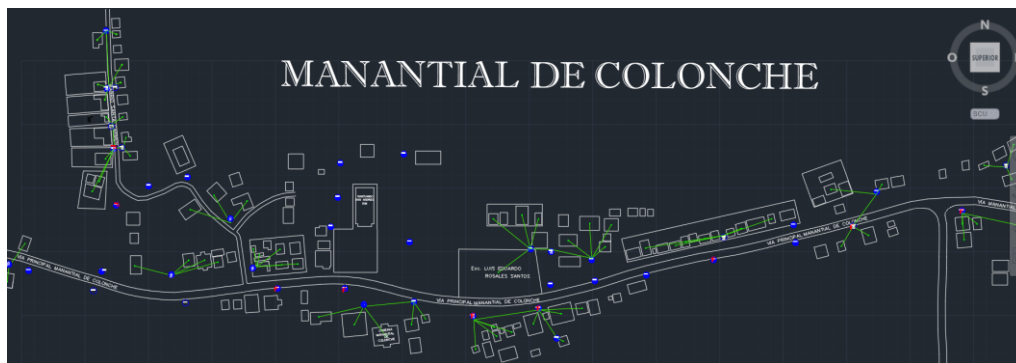 MANANTIAL DE COLONCHE
N
SUPERIOR
O
S
SCU
VIA PRINCIPAL MANANTIAL DE COLONCHE
VIA MANANTIAL
VIA PRINCIPAL MANANTIAL DE COLONCHE
Esc. LUIS EDUARDO
ROSALES SANTOS
VIA PRINCIPAL MANANTIAL DE COLONCHE